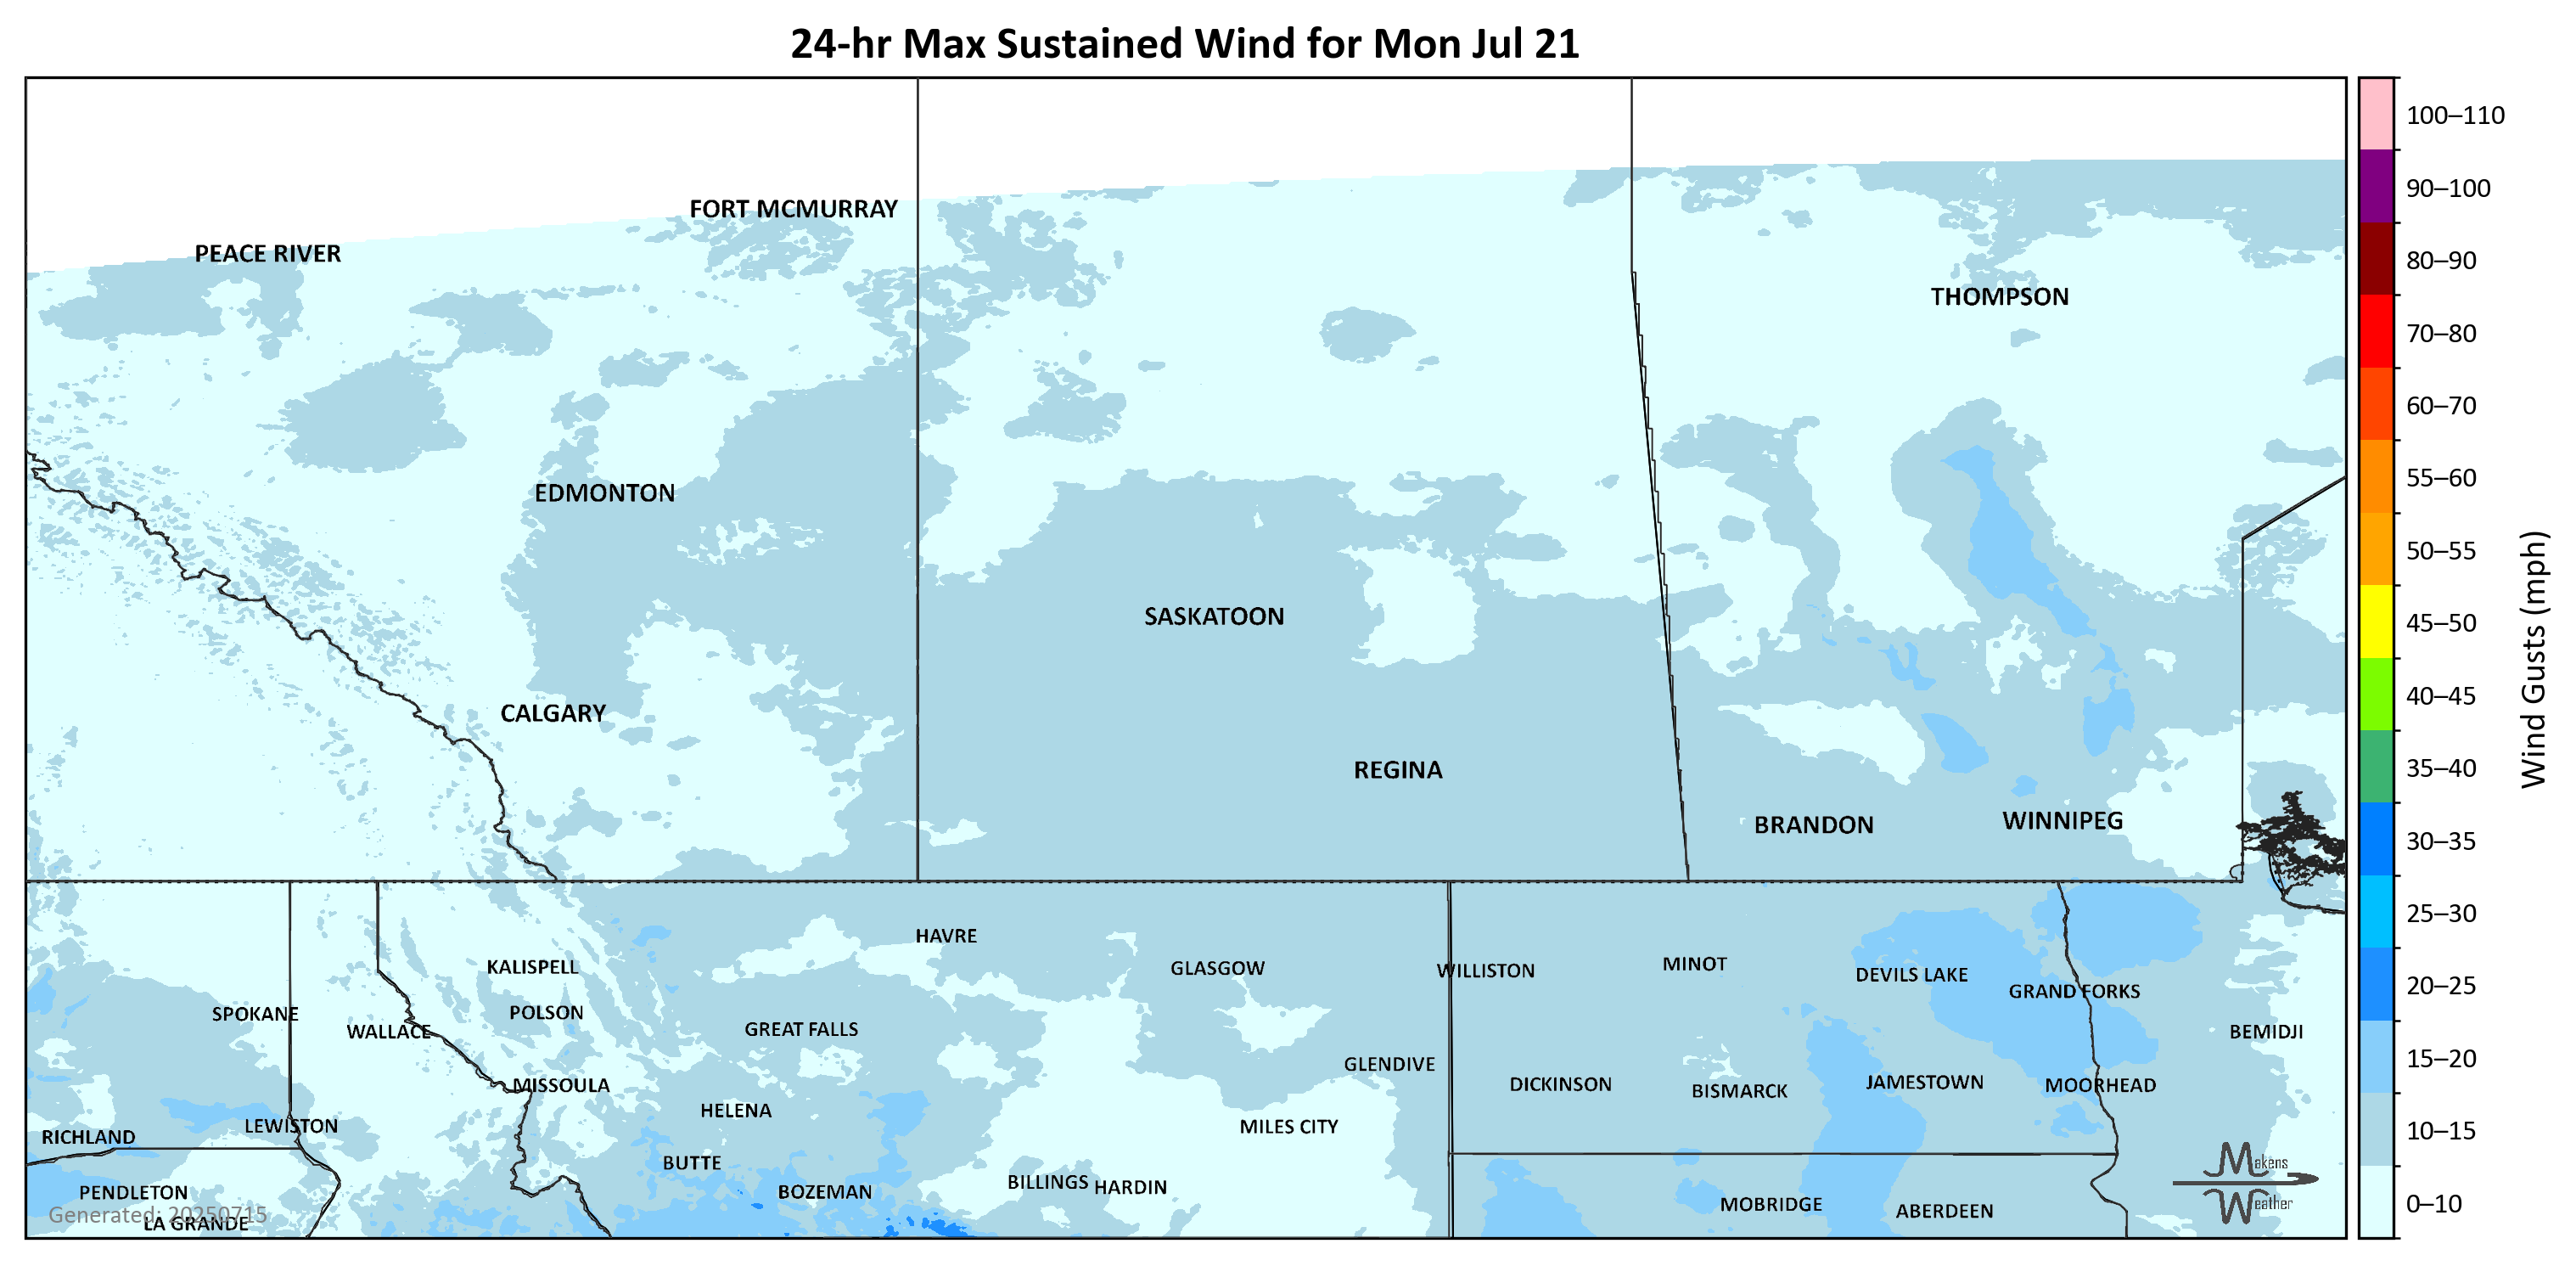 24-hr Max Sustained Wind for Mon Jul 21
100–110
90–100
FORT MCMURRAY
PEACE RIVER
80–90
THOMPSON
70–80
60–70
55–60
EDMONTON
50–55
SASKATOON
45–50
40–45
CALGARY
Wind Gusts (mph)
REGINA
35–40
BRANDON
WINNIPEG
30–35
25–30
HAVRE
KALISPELL
GLASGOW
WILLISTON
MINOT
DEVILS LAKE
20–25
GRAND FORKS
SPOKANE
POLSON
WALLACE
GREAT FALLS
BEMIDJI
15–20
GLENDIVE
MISSOULA
DICKINSON
BISMARCK
JAMESTOWN
MOORHEAD
HELENA
LEWISTON
MILES CITY
RICHLAND
10–15
BUTTE
Makens
Weather
PENDLETON
BOZEMAN
BILLINGS
HARDIN
MOBRIDGE
ABERDEEN
0–10
Generated: 20250715
LA GRANDE